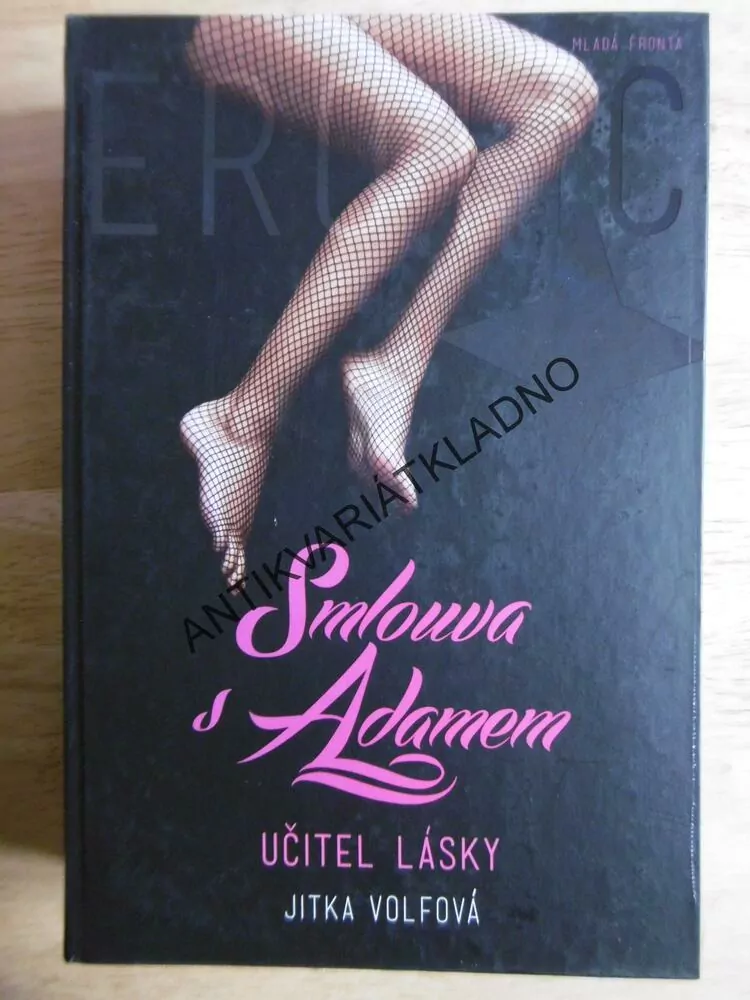 MLADÁ FRONTA
EROTIC
ANTIKVARIÁTKLADNO
Smlouva
s Adamem
UČITEL LÁSKY
JITKA VOLFOVÁ